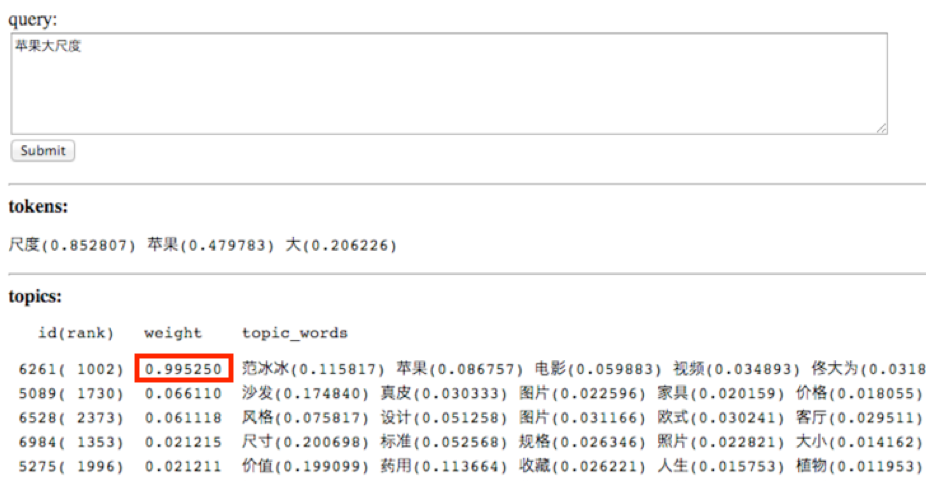 query:
苹果大尺度
Submit
tokens:
尺度(0.852807) 苹果(0.479783) 大(0.206226)
topics:
id(rank) weight topic_words
6261( 1002) 0.995250 范冰冰(0.115817) 苹果(0.086757) 电影(0.059883) 视频(0.034893) 佟大为(0.0318
5089( 1730) 0.066110 沙发(0.174840) 真皮(0.030333) 图片(0.022596) 家具(0.020159) 价格(0.018055)
6528( 2373) 0.061118 风格(0.075817) 设计(0.051258) 图片(0.031166) 欧式(0.030241) 客厅(0.029511)
6984( 1353) 0.021215 尺寸(0.200698) 标准(0.052568) 规格(0.026346) 照片(0.022821) 大小(0.014162)
5275( 1996) 0.021211 价值(0.199099) 药用(0.113664) 收藏(0.026221) 人生(0.015753) 植物(0.011953)